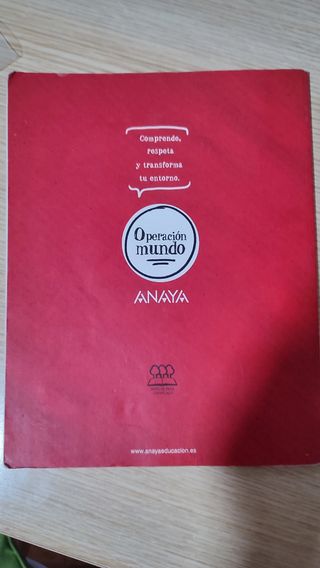 Comprende,
respeta
y transforma
tu entorno.
Operación
mundo
ANAYA
www.anayaeducacion.es